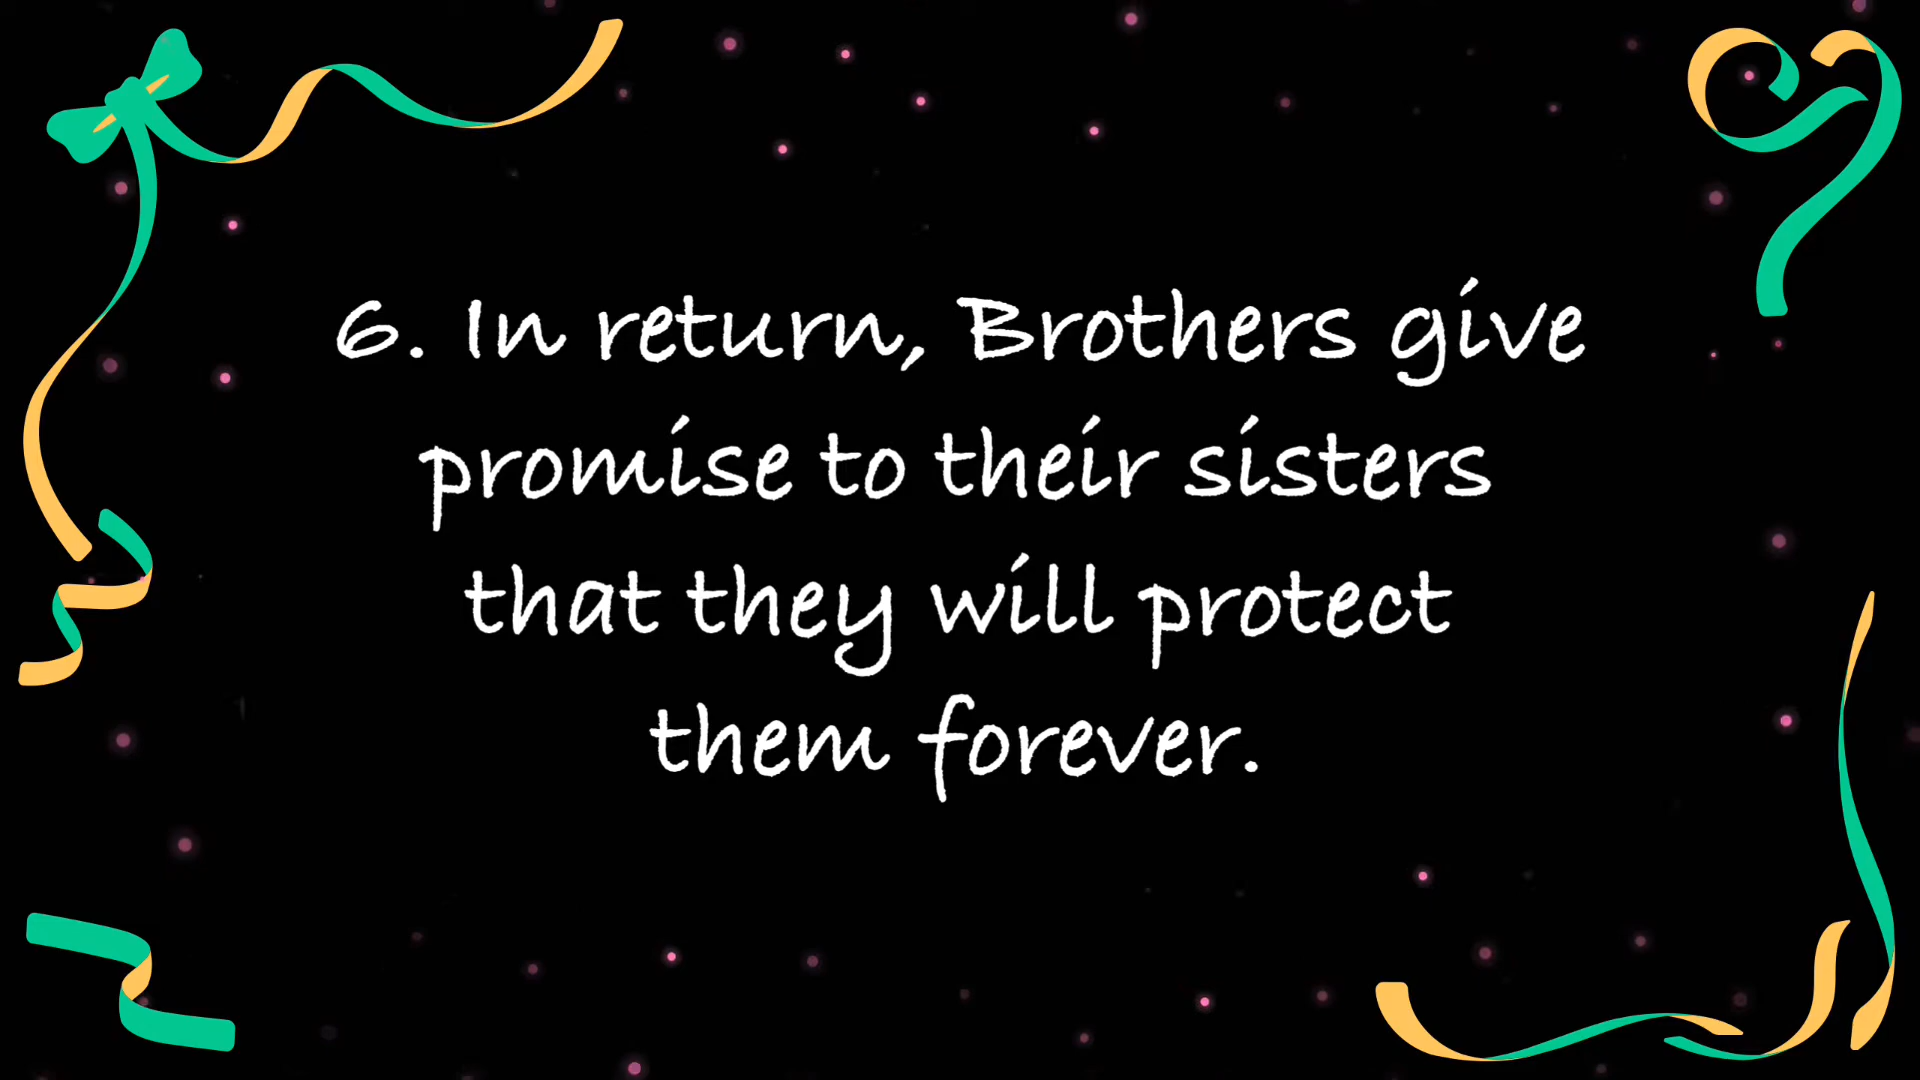 6. In return, Brothers give
promise to their sisters
that they will protect
them forever.